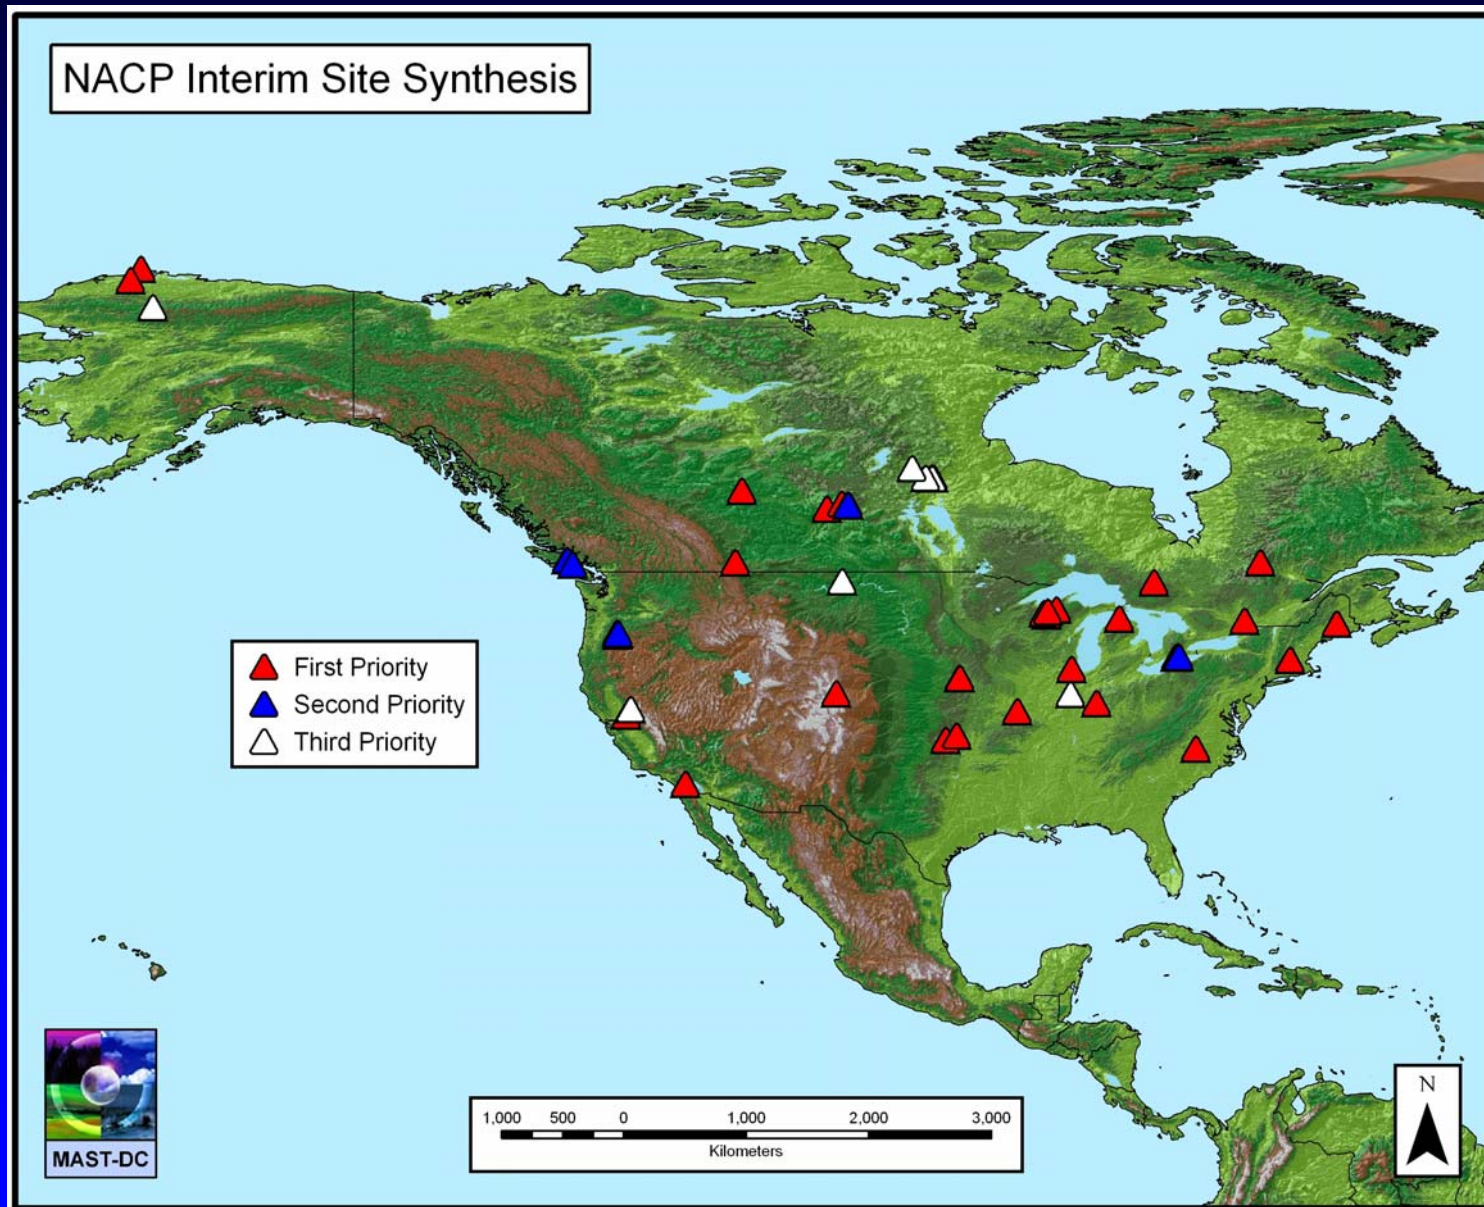 NACP Interim Site Synthesis
First Priority
Second Priority
Third Priority
MAST-DC
1,000 500 0 1,000 2,000 3,000
Kilometers
N